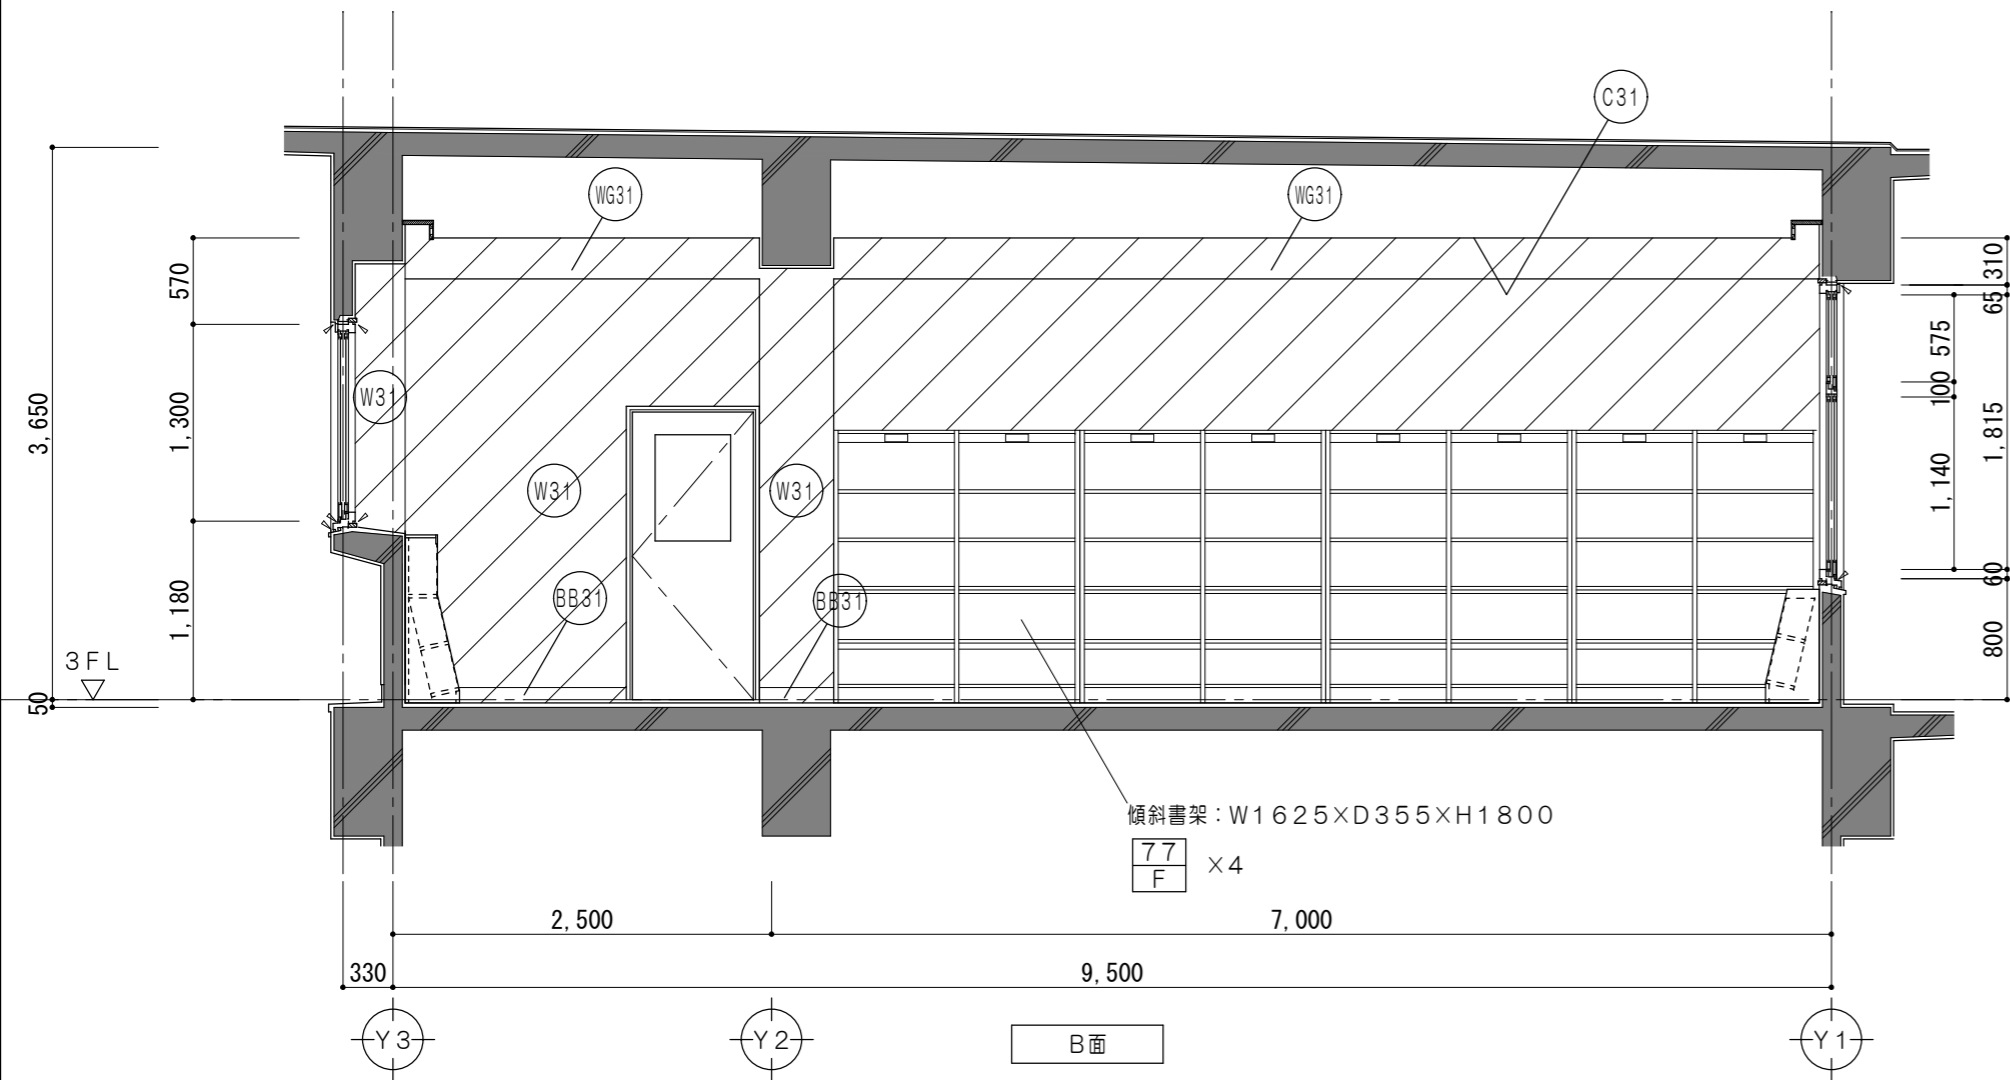 C31
WG31
WG31
570
1,300
1,180
3,650
50
3FL
W31
W31
W31
BB31
BB31
310
65
575
100
1,815
1,140
60
800
傾斜書架：W1625×D355×H1800
77
F
×4
2,500
7,000
330
9,500
Y3
Y2
B面
Y1